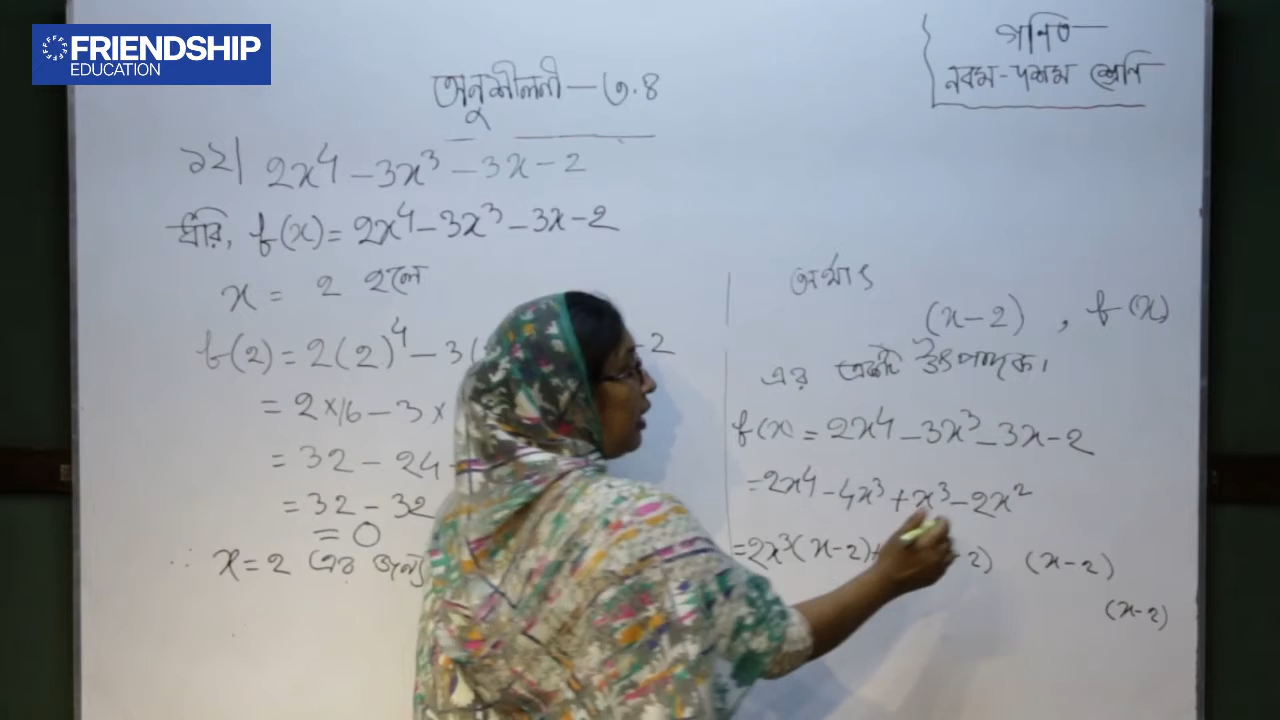 FRIENDSHIP
EDUCATION
গণিত
নবম-দশম শ্রেণি
অনুশীলনী-৩.৪
১২| 2x⁴ - 3x³ - 3x - 2
ধরি, f(x) = 2x⁴ - 3x³ - 3x - 2
x = 2 হলে
f(2) = 2(2)⁴ - 3( - 2
= 2×16 - 3×
= 32 - 24 -
= 32 - 32
= 0
∴ x = 2 এর জন্য
অর্থাৎ
(x-2) , f(x)
এর একটি উৎপাদক।
f(x) = 2x⁴ - 3x³ - 3x - 2
= 2x⁴ - 4x³ + x³ - 2x²
= 2x³(x-2) + -2) (x-2)
(x-2)